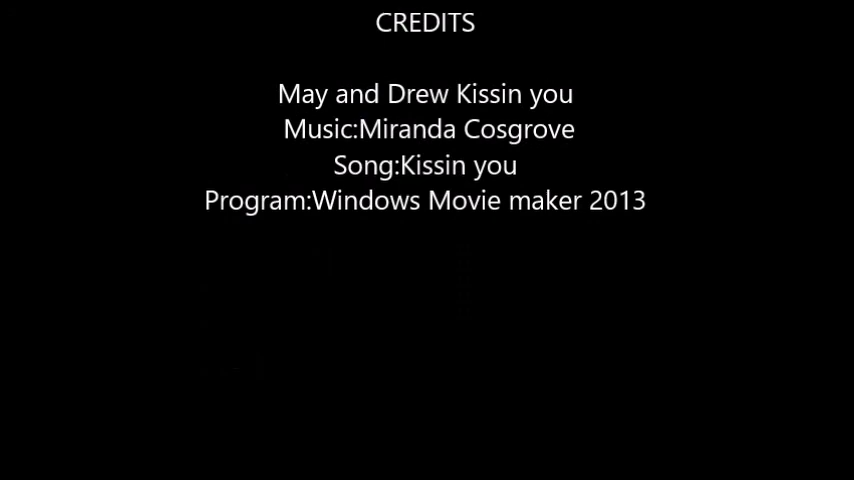 CREDITS
May and Drew Kissin you
Music:Miranda Cosgrove
Song:Kissin you
Program:Windows Movie maker 2013